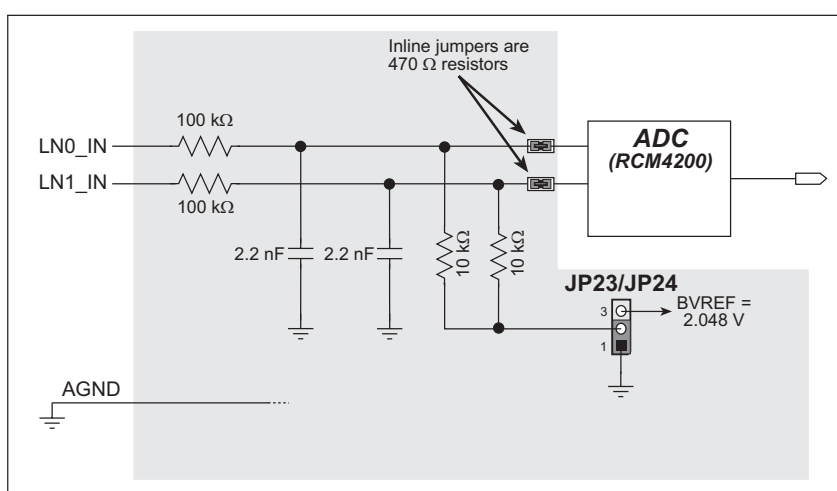 Inline jumpers are
470 Ω resistors
100 kΩ
LN0_IN
LN1_IN
100 kΩ
ADC
(RCM4200)
2.2 nF
2.2 nF
10 kΩ
10 kΩ
JP23/JP24
3
BVREF =
2.048 V
1
AGND